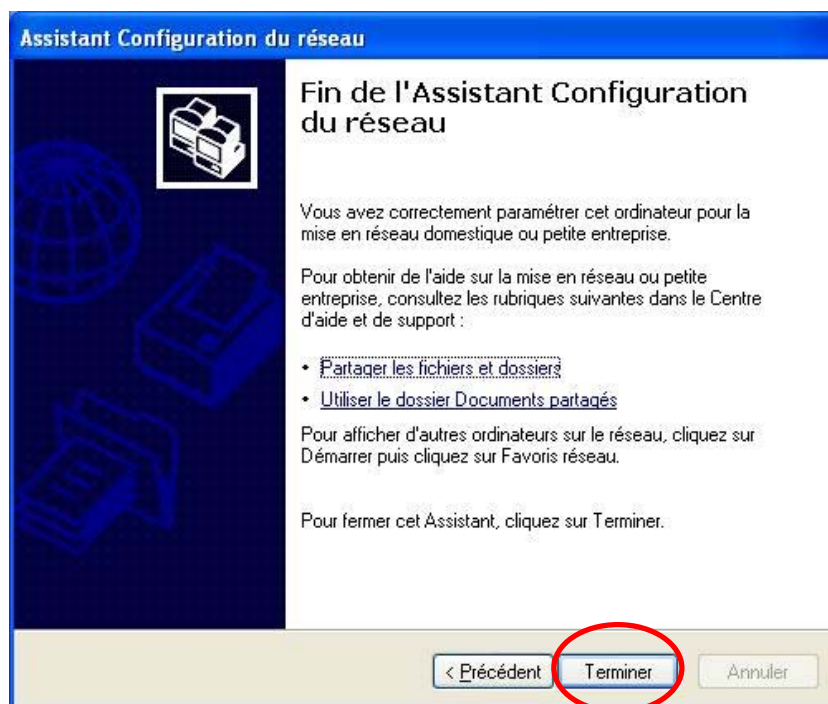 Assistant Configuration du réseau
Fin de l'Assistant Configuration
du réseau
Vous avez correctement paramétrer cet ordinateur pour la
mise en réseau domestique ou petite entreprise.
Pour obtenir de l'aide sur la mise en réseau ou petite
entreprise, consultez les rubriques suivantes dans le Centre
d'aide et de support :
• Partager les fichiers et dossiers
• Utiliser le dossier Documents partagés
Pour afficher d'autres ordinateurs sur le réseau, cliquez sur
Démarrer puis cliquez sur Favoris réseau.
Pour fermer cet Assistant, cliquez sur Terminer.
< Précédent Terminer Annuler